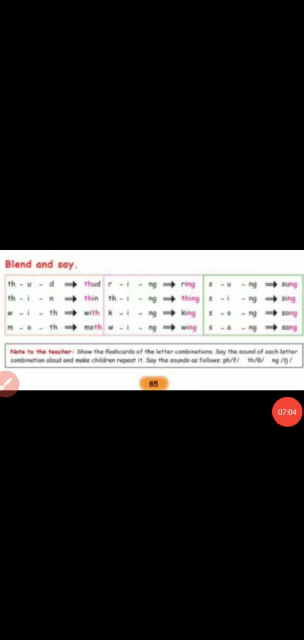 Blend and say.
th - u - d ⇒ thud r - i - ng ⇒ ring s - u - ng ⇒ sung
th - i - n ⇒ thin th - i - ng ⇒ thing s - i - ng ⇒ sing
w - i - th ⇒ with k - i - ng ⇒ king s - o - ng ⇒ song
m - a - th ⇒ math w - i - ng ⇒ wing s - a - ng ⇒ sang
Note to the teacher: Show the flashcards of the letter combinations. Say the sound of each letter
combination aloud and make children repeat it. Say the sounds as follows: ph/f/ th/θ/ ng /ŋ/
85
07:04